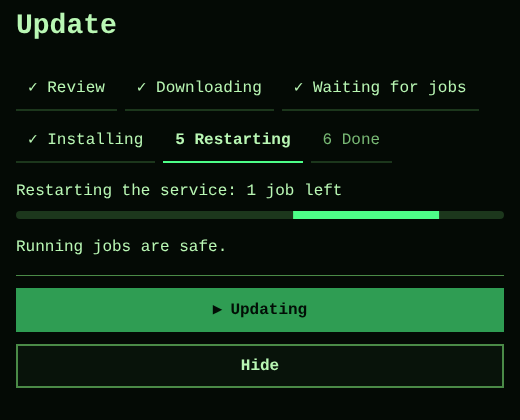 Update
✓ Review ✓ Downloading ✓ Waiting for jobs
✓ Installing 5 Restarting 6 Done
Restarting the service: 1 job left
Running jobs are safe.
▶ Updating
Hide